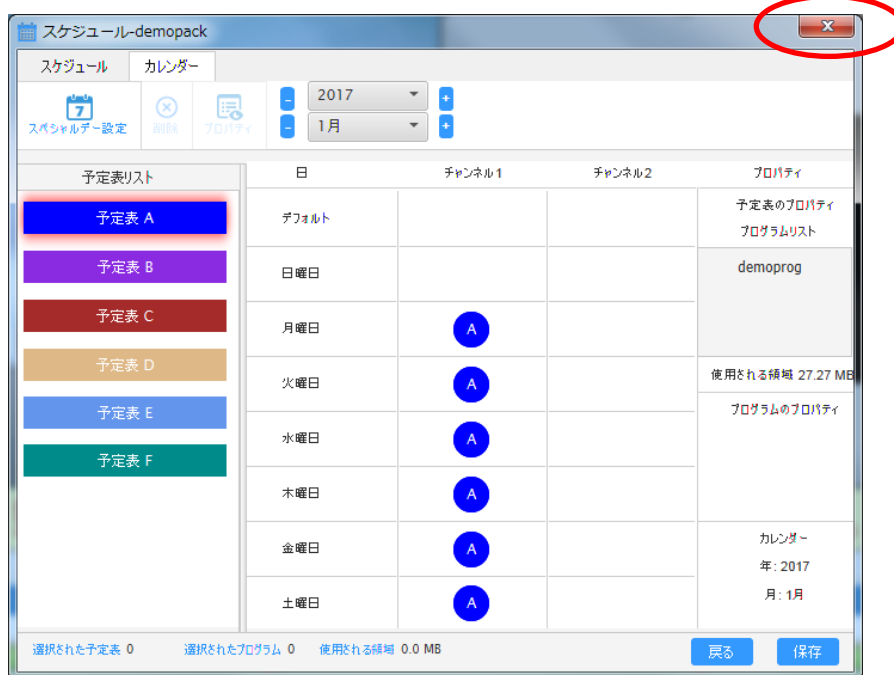 スケジュール-demopack
スケジュール カレンダー
2017
スペシャルデー設定 削除 プロパティ 1月
予定表リスト 日 チャンネル1 チャンネル2 プロパティ
予定表 A デフォルト 予定表のプロパティ
プログラムリスト
予定表 B 日曜日 demoprog
予定表 C 月曜日 A
予定表 D 火曜日 A 使用される領域 27.27 MB
予定表 E プログラムのプロパティ
水曜日 A
予定表 F
木曜日 A
金曜日 A カレンダー
年: 2017
土曜日 A 月: 1月
選択された予定表 0 選択されたプログラム 0 使用される領域 0.0 MB 戻る 保存